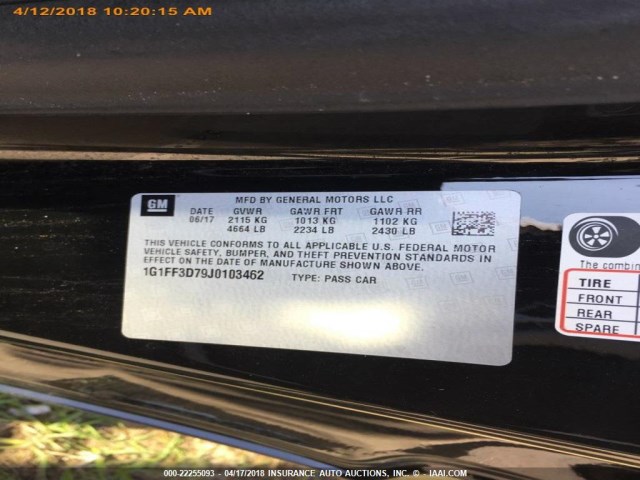 4/12/2018 10:20:15 AM
GM
MFD BY GENERAL MOTORS LLC
DATE GVWR GAWR FRT GAWR RR
06/17 2115 KG 1013 KG 1102 KG
4664 LB 2234 LB 2430 LB
THIS VEHICLE CONFORMS TO ALL APPLICABLE U.S. FEDERAL MOTOR
VEHICLE SAFETY, BUMPER, AND THEFT PREVENTION STANDARDS IN
EFFECT ON THE DATE OF MANUFACTURE SHOWN ABOVE.
1G1FF3D79J0103462 TYPE: PASS CAR
The combin
TIRE
FRONT
REAR
SPARE
000-22255093 - 04/17/2018 INSURANCE AUTO AUCTIONS, INC. - IAAI.COM